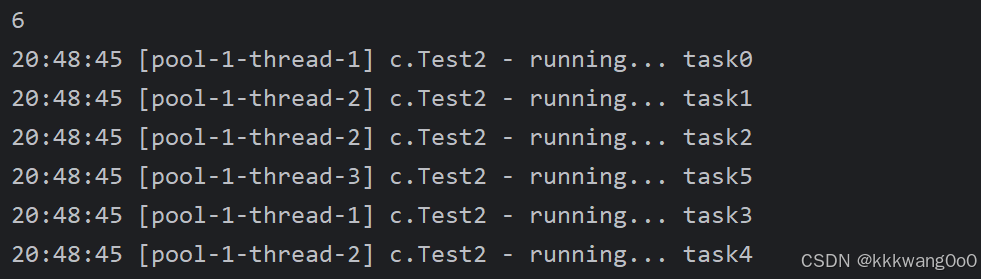 6
20:48:45 [pool-1-thread-1] c.Test2 - running... task0
20:48:45 [pool-1-thread-2] c.Test2 - running... task1
20:48:45 [pool-1-thread-2] c.Test2 - running... task2
20:48:45 [pool-1-thread-3] c.Test2 - running... task5
20:48:45 [pool-1-thread-1] c.Test2 - running... task3
20:48:45 [pool-1-thread-2] c.Test2 - running... task4
CSDN @kkkwang0o0